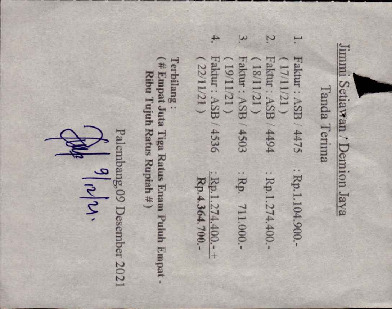 Jimmi Setiawan / Demion Jaya
Tanda Terima
1. Faktur : ASB / 4475 : Rp.1.104.900,-
( 17/11/21 )
2. Faktur : ASB / 4494 : Rp.1.274.400.-
( 18/11/21 )
3. Faktur : ASB / 4503 : Rp. 711.000.-
( 19/11/21 )
4. Faktur : ASB / 4536 : Rp.1.274.400.- +
( 22/11/21 ) Rp.4.364.700.-
Terbilang :
( # Empat Juta Tiga Ratus Enam Puluh Empat -
Ribu Tujuh Ratus Rupiah # )
Palembang,09 Desember 2021
9/12/21.